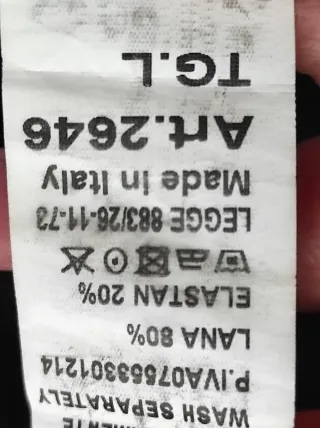 WASH SEPARATELY
P.IVA07553301214
LANA 80%
ELASTAN 20%
LEGGE 883/26-11-73
Made in Italy
Art.2646
TG.L